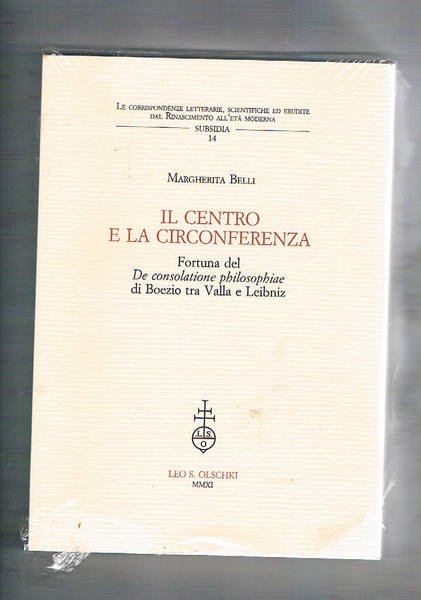 Le corrispondenze letterarie, scientifiche ed erudite
dal Rinascimento all'età moderna
SUBSIDIA
14
Margherita Belli
IL CENTRO
E LA CIRCONFERENZA
Fortuna del
De consolatione philosophiae
di Boezio tra Valla e Leibniz
L S
O
LEO S. OLSCHKI
MMXI